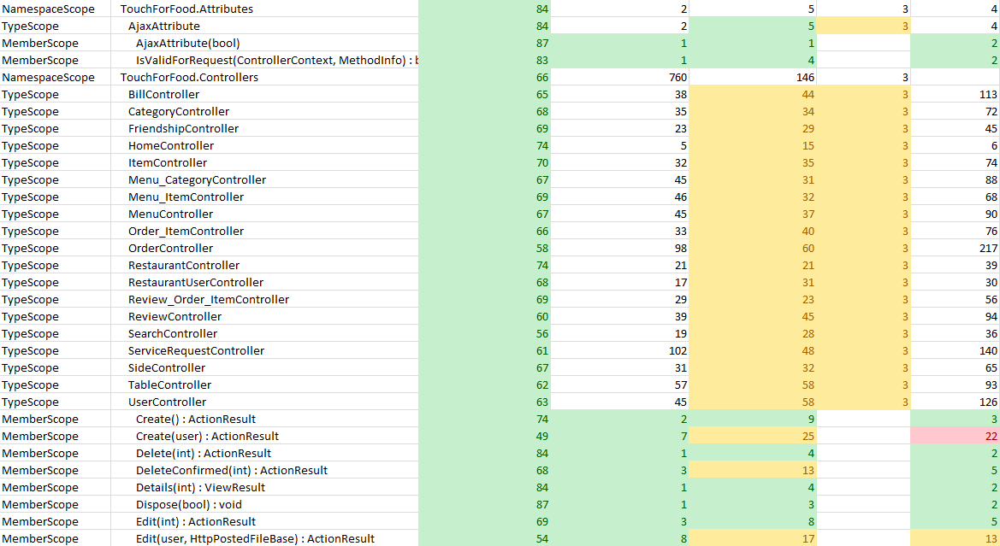 NamespaceScope TouchForFood.Attributes 84 2 5 3 4
TypeScope AjaxAttribute 84 2 5 3 4
MemberScope AjaxAttribute(bool) 87 1 1 2
MemberScope IsValidForRequest(ControllerContext, MethodInfo) : b 83 1 4 2
NamespaceScope TouchForFood.Controllers 66 760 146 3
TypeScope BillController 65 38 44 3 113
TypeScope CategoryController 68 35 34 3 72
TypeScope FriendshipController 69 23 29 3 45
TypeScope HomeController 74 5 15 3 6
TypeScope ItemController 70 32 35 3 74
TypeScope Menu_CategoryController 67 45 31 3 88
TypeScope Menu_ItemController 69 46 32 3 68
TypeScope MenuController 67 45 37 3 90
TypeScope Order_ItemController 66 33 40 3 76
TypeScope OrderController 58 98 60 3 217
TypeScope RestaurantController 74 21 21 3 39
TypeScope RestaurantUserController 68 17 31 3 30
TypeScope Review_Order_ItemController 69 29 23 3 56
TypeScope ReviewController 60 39 45 3 94
TypeScope SearchController 56 19 28 3 36
TypeScope ServiceRequestController 61 102 48 3 140
TypeScope SideController 67 31 32 3 65
TypeScope TableController 62 57 58 3 93
TypeScope UserController 63 45 58 3 126
MemberScope Create() : ActionResult 74 2 9 3
MemberScope Create(user) : ActionResult 49 7 25 22
MemberScope Delete(int) : ActionResult 84 1 4 2
MemberScope DeleteConfirmed(int) : ActionResult 68 3 13 5
MemberScope Details(int) : ViewResult 84 1 4 2
MemberScope Dispose(bool) : void 87 1 3 2
MemberScope Edit(int) : ActionResult 69 3 8 5
MemberScope Edit(user, HttpPostedFileBase) : ActionResult 54 8 17 13